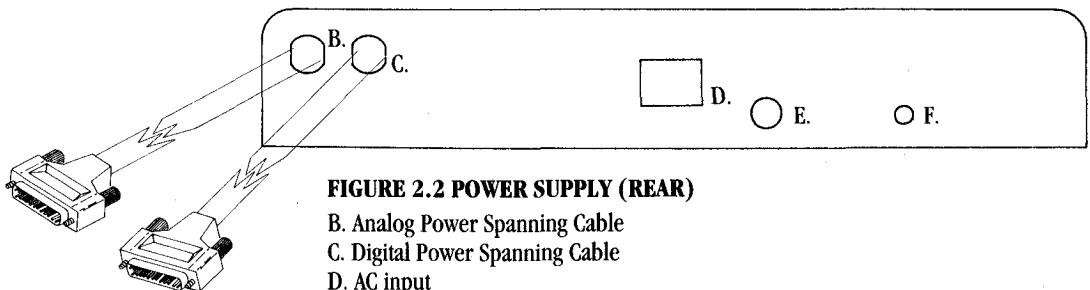 B.
C.
D.
E.
F.
FIGURE 2.2 POWER SUPPLY (REAR)
B. Analog Power Spanning Cable
C. Digital Power Spanning Cable
D. AC input